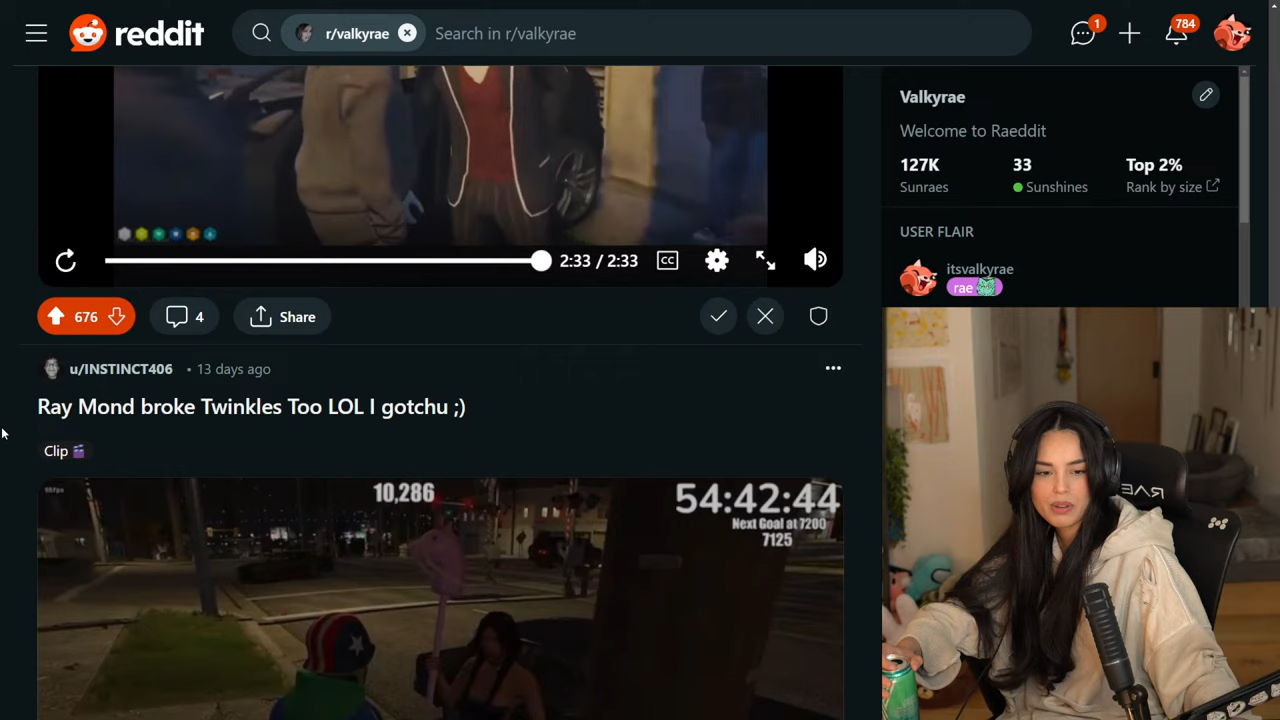 reddit
r/valkyrae
Search in r/valkyrae
1
784
2:33 / 2:33
CC
676
4
Share
u/INSTINCT406
• 13 days ago
Ray Mond broke Twinkles Too LOL I gotchu ;)
Clip
10,286
54:42:44
Next Goal at 7200
7125
Valkyrae
Welcome to Raeddit
127K
33
Top 2%
Sunraes
Sunshines
Rank by size
USER FLAIR
itsvalkyrae
rae